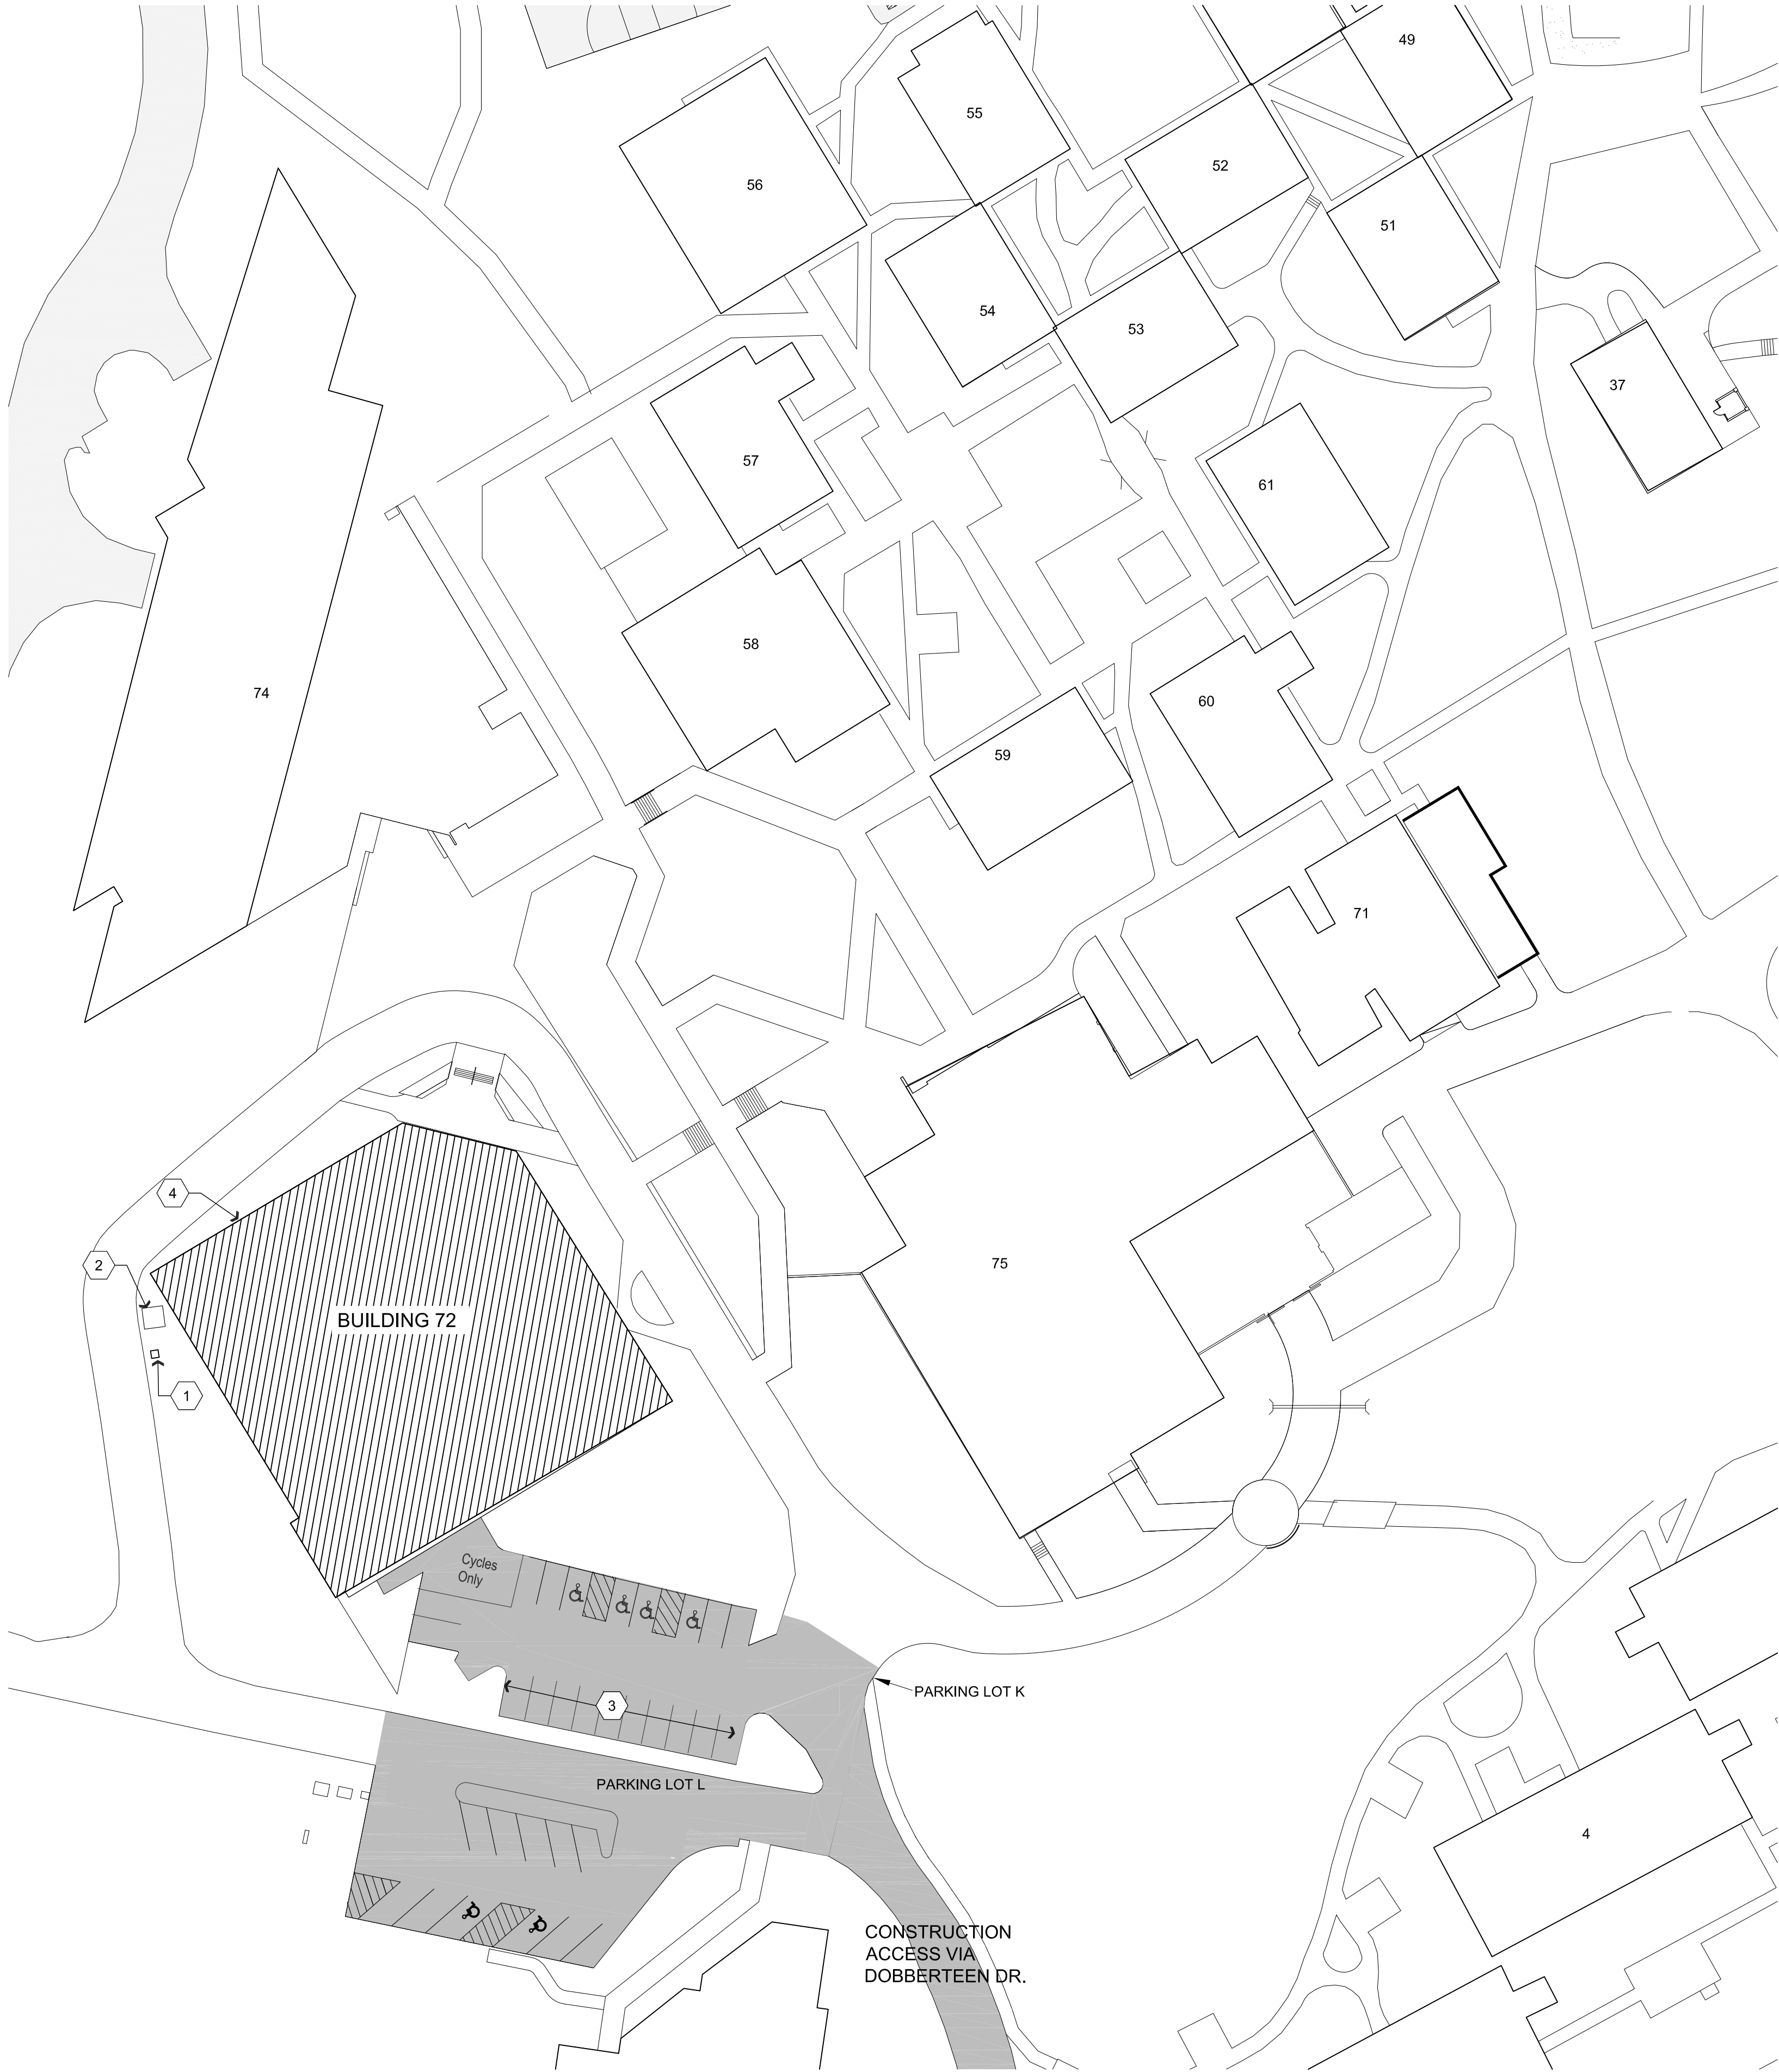 49
55
52
56
51
54
53
37
57
61
58
74
60
59
71
4
2
75
BUILDING 72
1
Cycles
Only
3
PARKING LOT K
PARKING LOT L
4
CONSTRUCTION
ACCESS VIA
DOBBERTEEN DR.